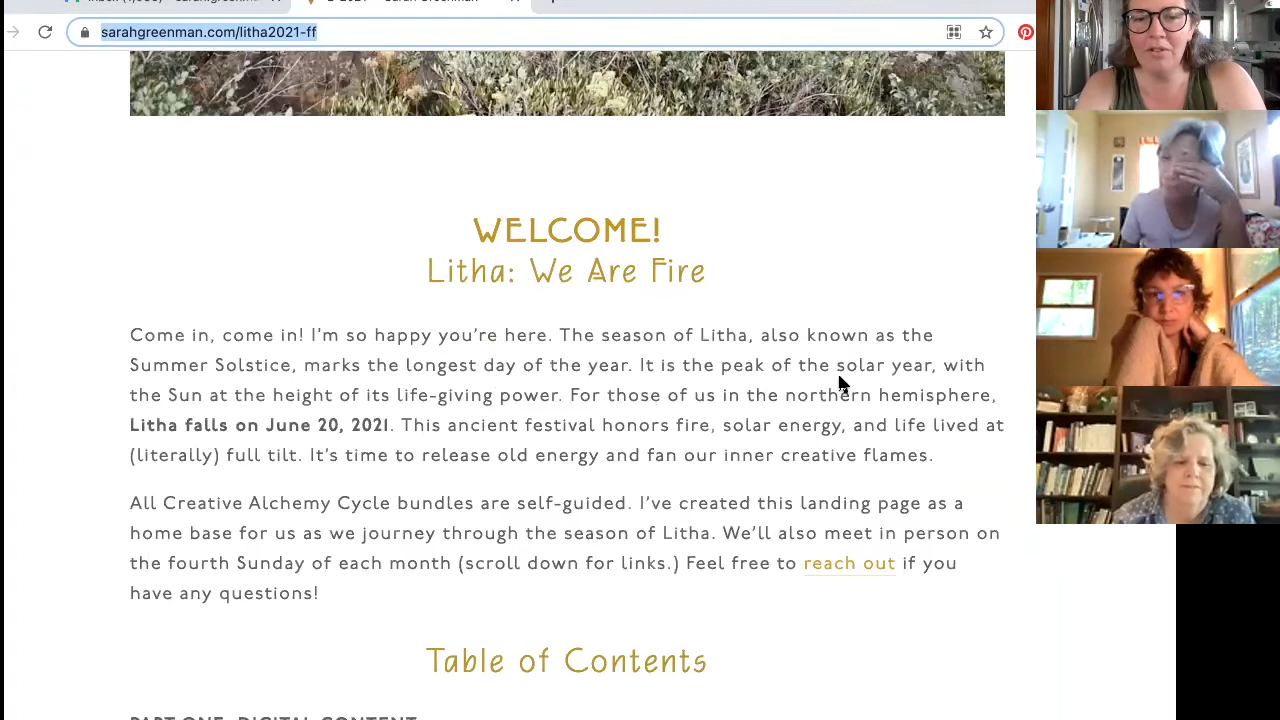 sarahgreenman.com/litha2021-ff
WELCOME!
Litha: We Are Fire
Come in, come in! I'm so happy you're here. The season of Litha, also known as the
Summer Solstice, marks the longest day of the year. It is the peak of the solar year, with
the Sun at the height of its life-giving power. For those of us in the northern hemisphere,
Litha falls on June 20, 2021. This ancient festival honors fire, solar energy, and life lived at
(literally) full tilt. It's time to release old energy and fan our inner creative flames.
All Creative Alchemy Cycle bundles are self-guided. I've created this landing page as a
home base for us as we journey through the season of Litha. We'll also meet in person on
the fourth Sunday of each month (scroll down for links.) Feel free to reach out if you
have any questions!
Table of Contents
PART ONE: DIGITAL CONTENT